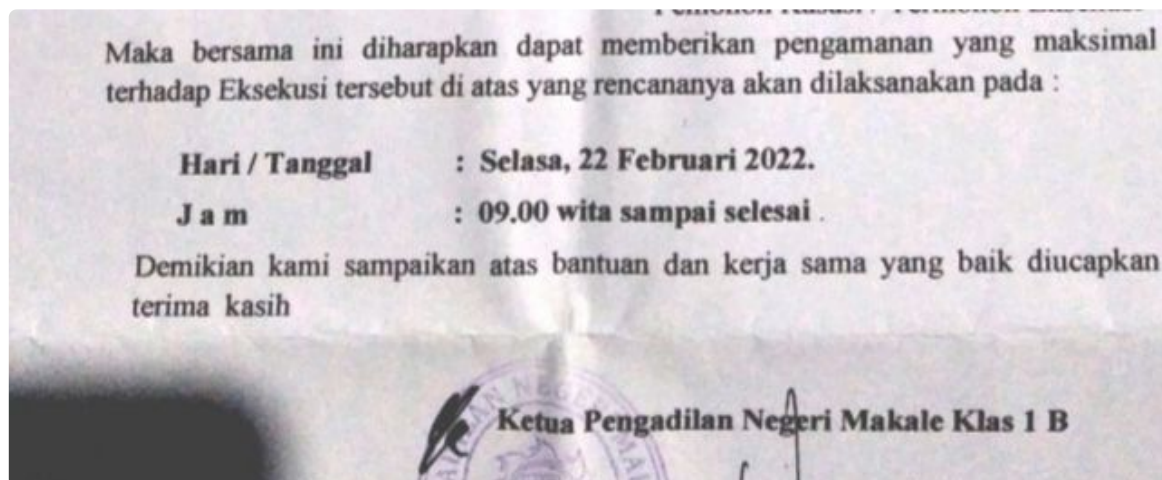 Maka bersama ini diharapkan dapat memberikan pengamanan yang maksimal
terhadap Eksekusi tersebut di atas yang rencananya akan dilaksanakan pada :
Hari / Tanggal : Selasa, 22 Februari 2022.
J a m : 09.00 wita sampai selesai .
Demikian kami sampaikan atas bantuan dan kerja sama yang baik diucapkan
terima kasih
Ketua Pengadilan Negeri Makale Klas 1 B